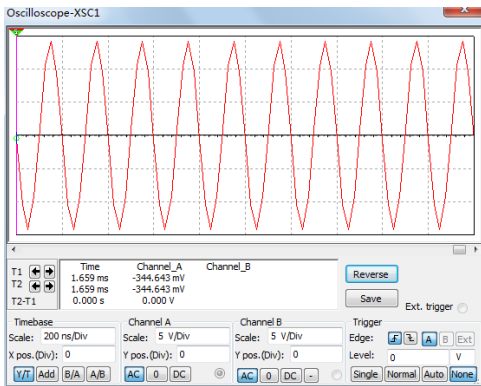 Oscilloscope-XSC1
Time Channel_A Channel_B
T1 1.659 ms -344.643 mV
T2 1.659 ms -344.643 mV
T2-T1 0.000 s 0.000 V
Reverse
Save
Ext. trigger
Timebase
Scale: 200 ns/Div
X pos.(Div): 0
Y/T Add B/A A/B
Channel A
Scale: 5 V/Div
Y pos.(Div): 0
AC 0 DC
Channel B
Scale: 5 V/Div
Y pos.(Div): 0
AC 0 DC -
Trigger
Edge: A B Ext
Level: 0 V
Single Normal Auto None